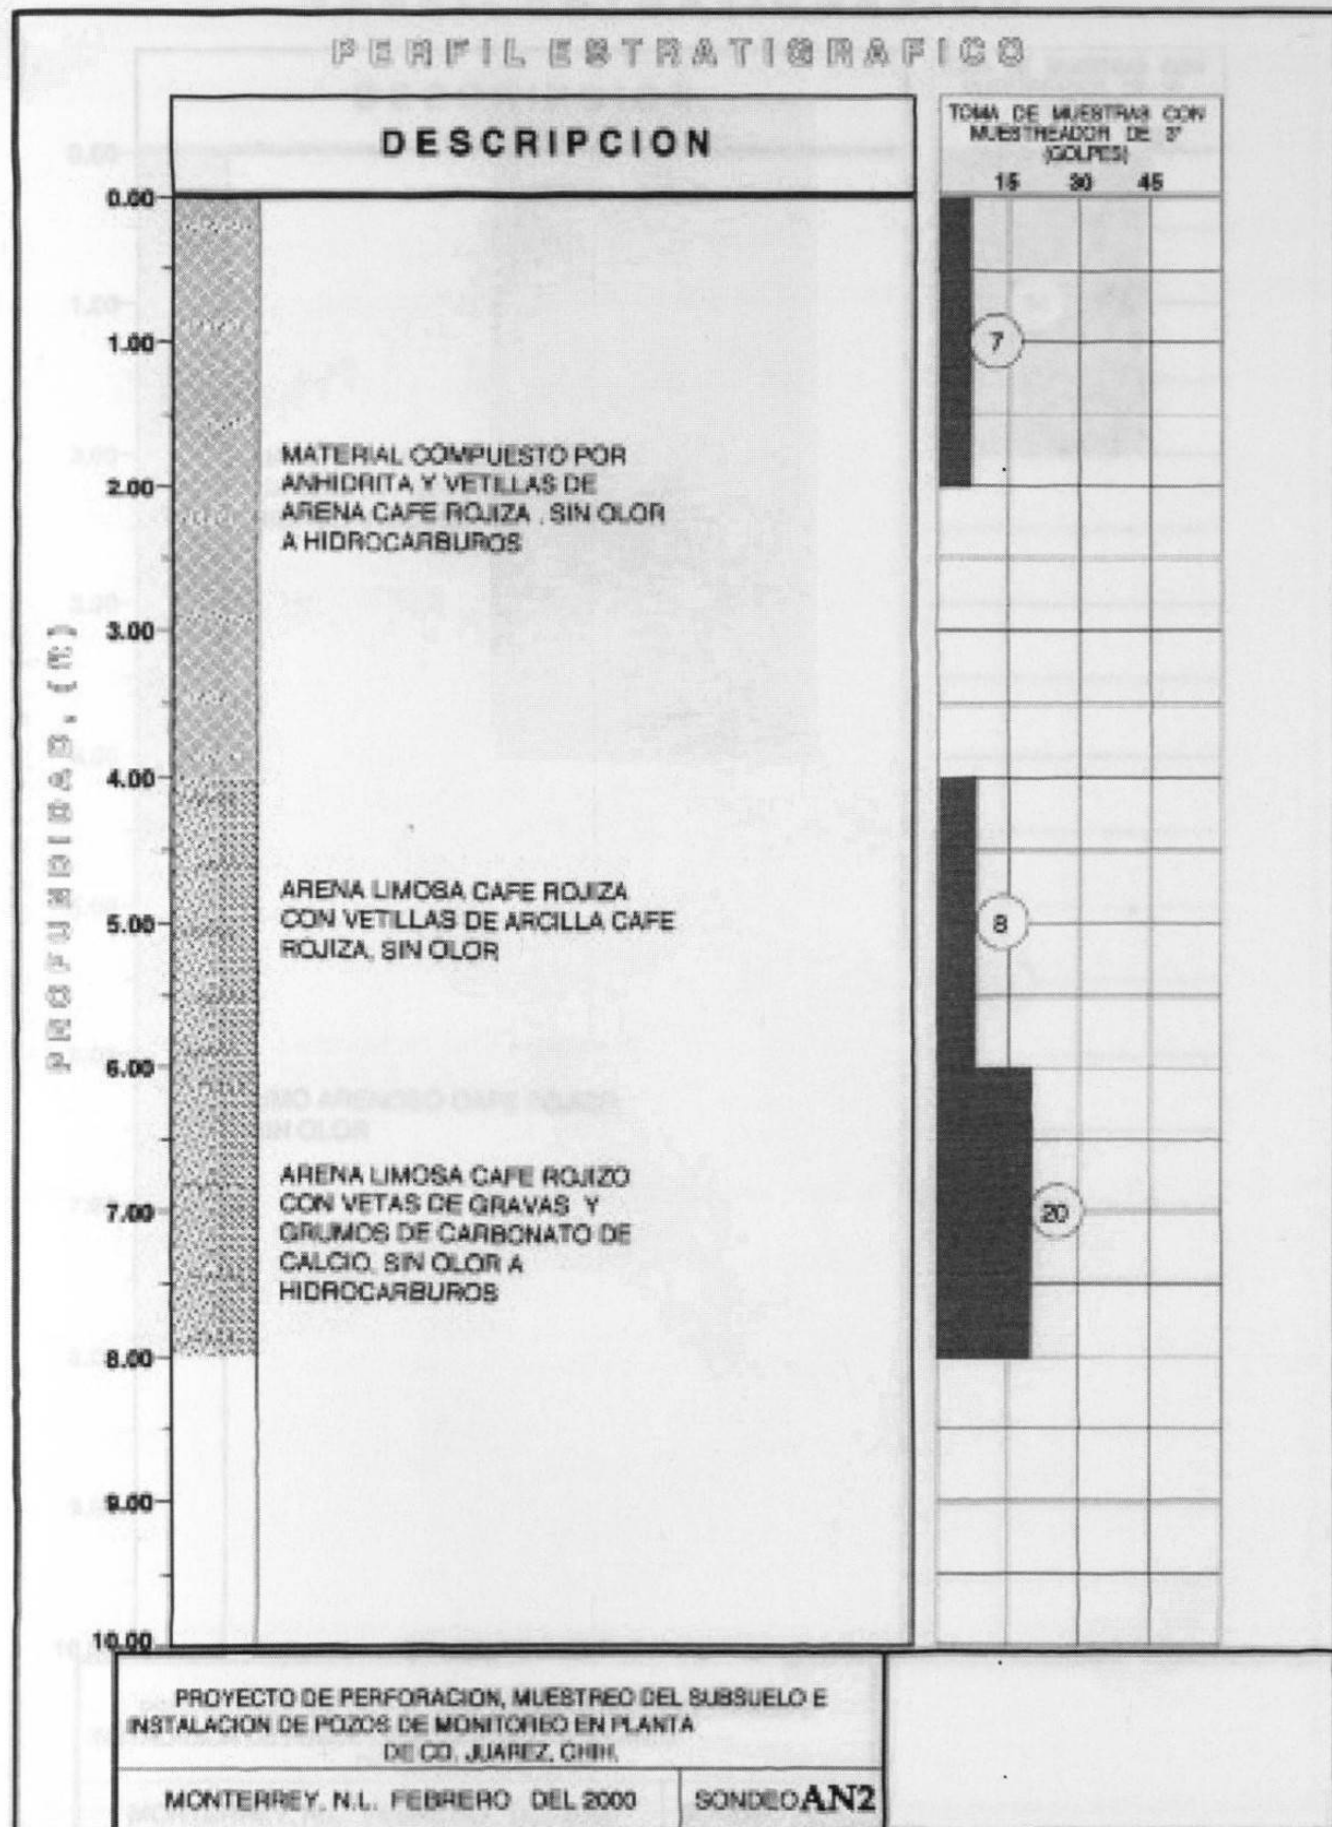 PERFIL ESTRATIGRAFICO
DESCRIPCION
TOMA DE MUESTRAS CON
MUESTREADOR DE 3"
(GOLPES)
15 30 45
PROFUNDIDAD. (m)
0.00
1.00
2.00
3.00
4.00
5.00
6.00
7.00
8.00
9.00
10.00
MATERIAL COMPUESTO POR
ANHIDRITA Y VETILLAS DE
ARENA CAFE ROJIZA , SIN OLOR
A HIDROCARBUROS
ARENA LIMOSA CAFE ROJIZA
CON VETILLAS DE ARCILLA CAFE
ROJIZA, SIN OLOR
ARENA LIMOSA CAFE ROJIZO
CON VETAS DE GRAVAS Y
GRUMOS DE CARBONATO DE
CALCIO, SIN OLOR A
HIDROCARBUROS
7
8
20
PROYECTO DE PERFORACION, MUESTREO DEL SUBSUELO E
INSTALACION DE POZOS DE MONITOREO EN PLANTA
DE CD. JUAREZ, CHIH.
MONTERREY, N.L. FEBRERO DEL 2000
SONDEO AN2